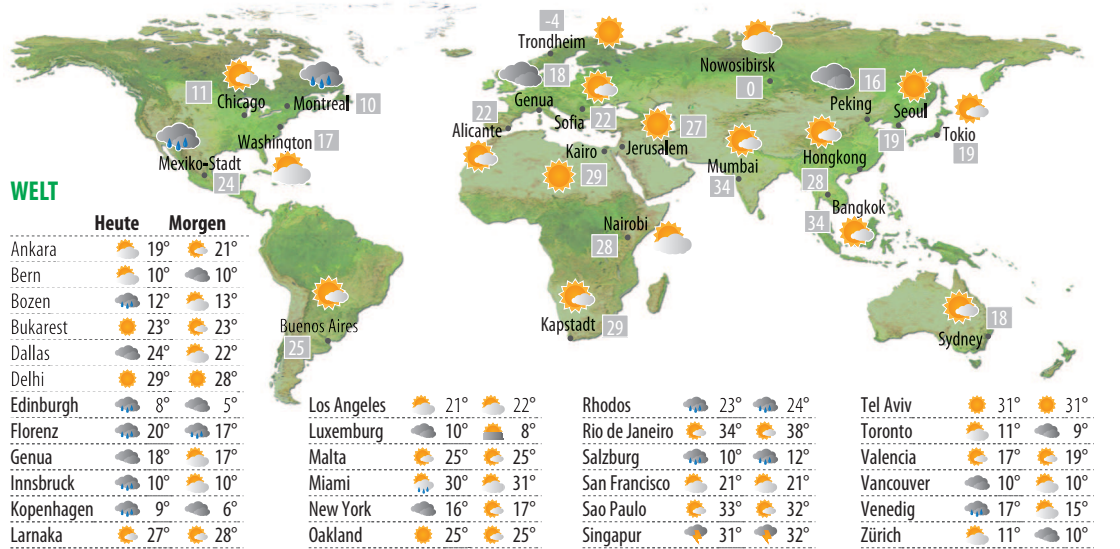 -4
Trondheim
Nowosibirsk
0
11
Chicago
Montreal
10
18
Genua
22
Alicante
Sofia
22
27
Peking
16
Seoul
19
Tokio
19
Washington
17
Mexiko-Stadt
24
Kairo
29
Jerusalem
Mumbai
34
Hongkong
28
Bangkok
34
Nairobi
28
Buenos Aires
25
Kapstadt
29
Sydney
18
WELT
Heute Morgen
Ankara 19° 21°
Bern 10° 10°
Bozen 12° 13°
Bukarest 23° 23°
Dallas 24° 22°
Delhi 29° 28°
Edinburgh 8° 5°
Florenz 20° 17°
Genua 18° 17°
Innsbruck 10° 10°
Kopenhagen 9° 6°
Larnaka 27° 28°
Los Angeles 21° 22°
Luxemburg 10° 8°
Malta 25° 25°
Miami 30° 31°
New York 16° 17°
Oakland 25° 25°
Rhodos 23° 24°
Rio de Janeiro 34° 38°
Salzburg 10° 12°
San Francisco 21° 21°
Sao Paulo 33° 32°
Singapur 31° 32°
Tel Aviv 31° 31°
Toronto 11° 9°
Valencia 17° 19°
Vancouver 10° 10°
Venedig 17° 15°
Zürich 11° 10°